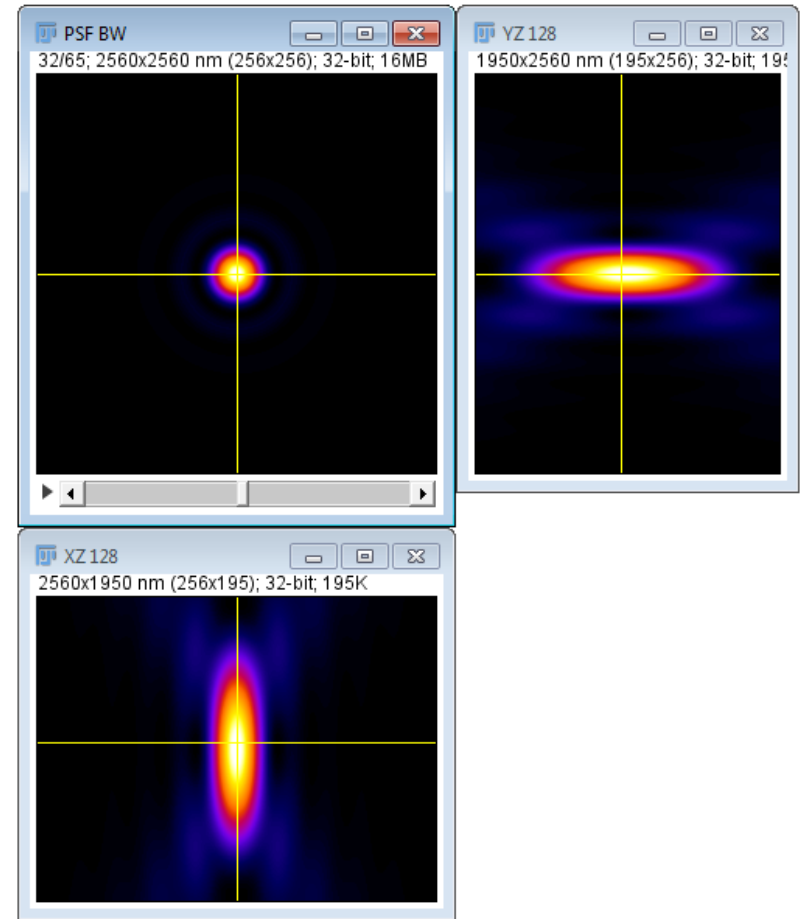 PSF BW
32/65; 2560x2560 nm (256x256); 32-bit; 16MB
YZ 128
1950x2560 nm (195x256); 32-bit; 195
XZ 128
2560x1950 nm (256x195); 32-bit; 195K